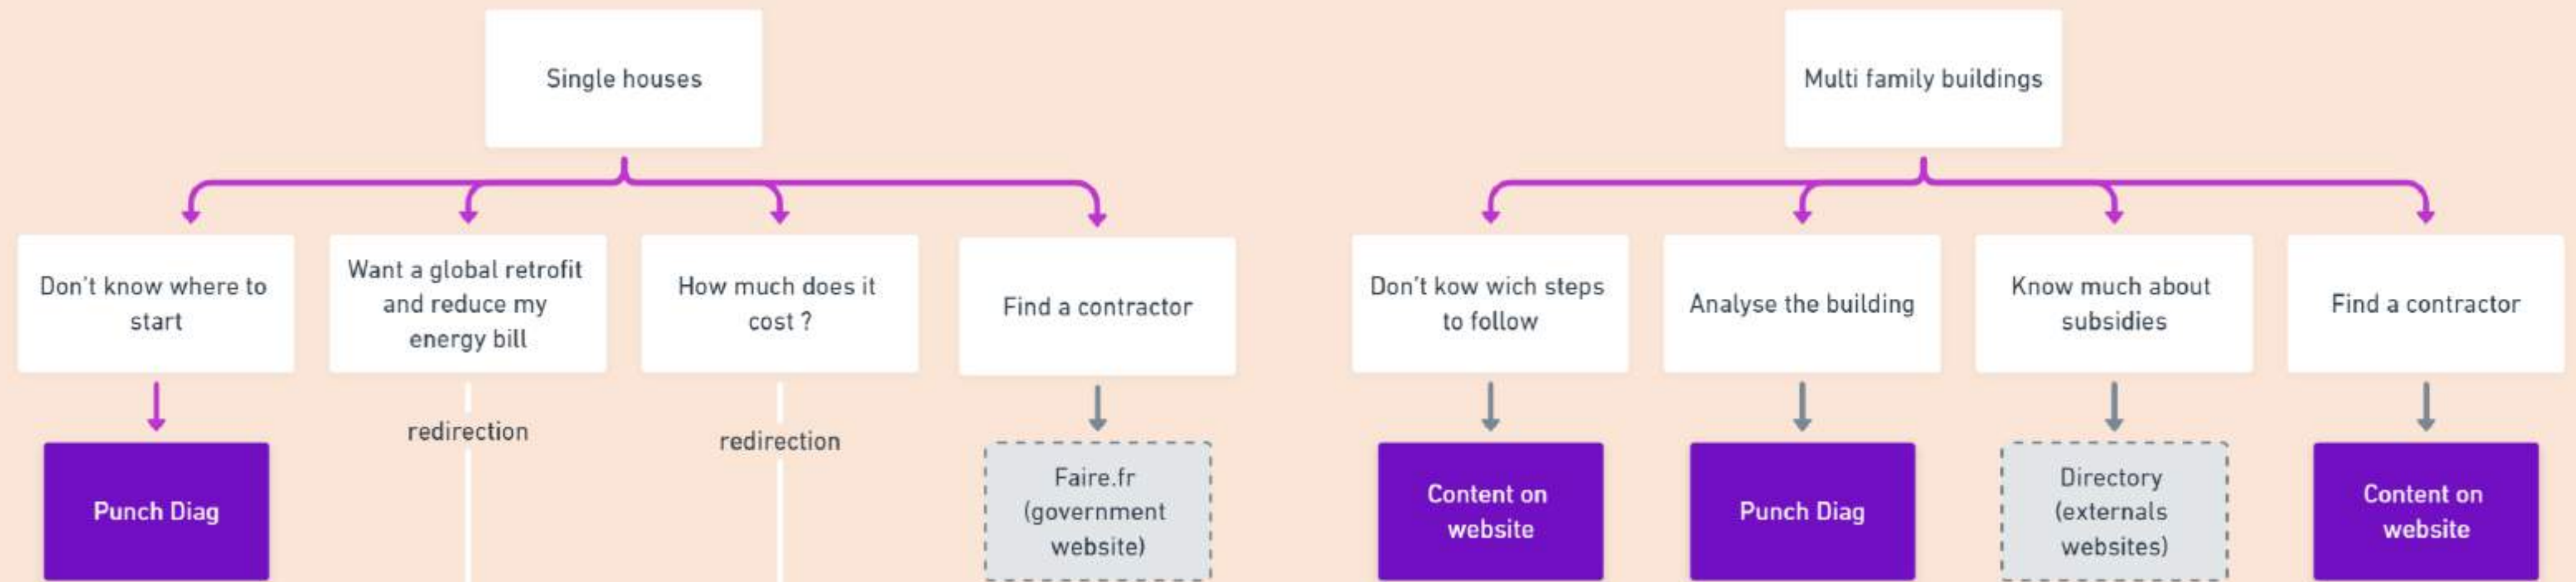 Single houses
Multi family buildings
Don't know where to
start
Want a global retrofit
and reduce my
energy bill
How much does it
cost ?
Find a contractor
Don't kow wich steps
to follow
Analyse the building
Know much about
subsidies
Find a contractor
redirection
redirection
Punch Diag
Faire.fr
(government
website)
Content on
website
Punch Diag
Directory
(externals
websites)
Content on
website